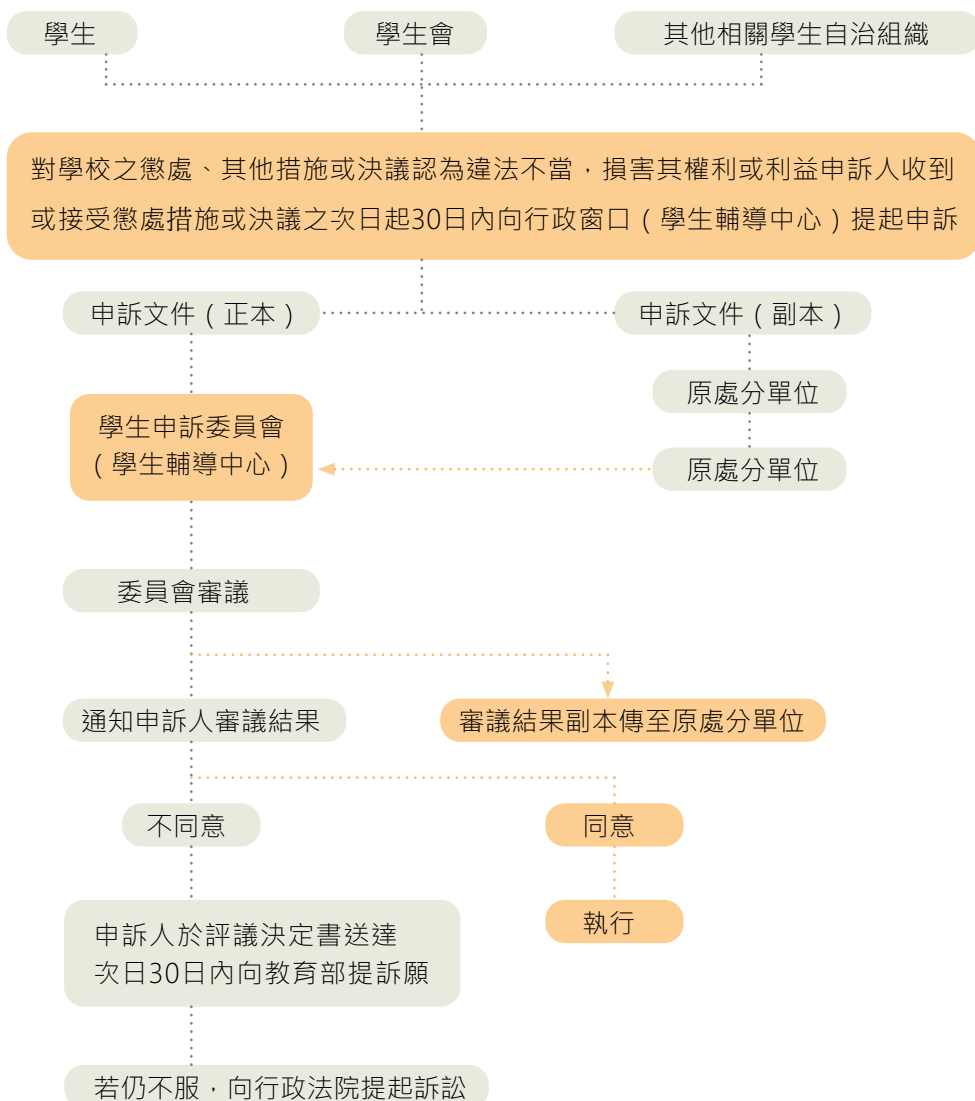 學生
學生會
其他相關學生自治組織
對學校之懲處、其他措施或決議認為違法不當，損害其權利或利益申訴人收到
或接受懲處措施或決議之次日起30日內向行政窗口（學生輔導中心）提起申訴
申訴文件（正本）
申訴文件（副本）
原處分單位
學生申訴委員會
（學生輔導中心）
原處分單位
委員會審議
通知申訴人審議結果
審議結果副本傳至原處分單位
不同意
同意
執行
申訴人於評議決定書送達
次日30日內向教育部提訴願
若仍不服，向行政法院提起訴訟